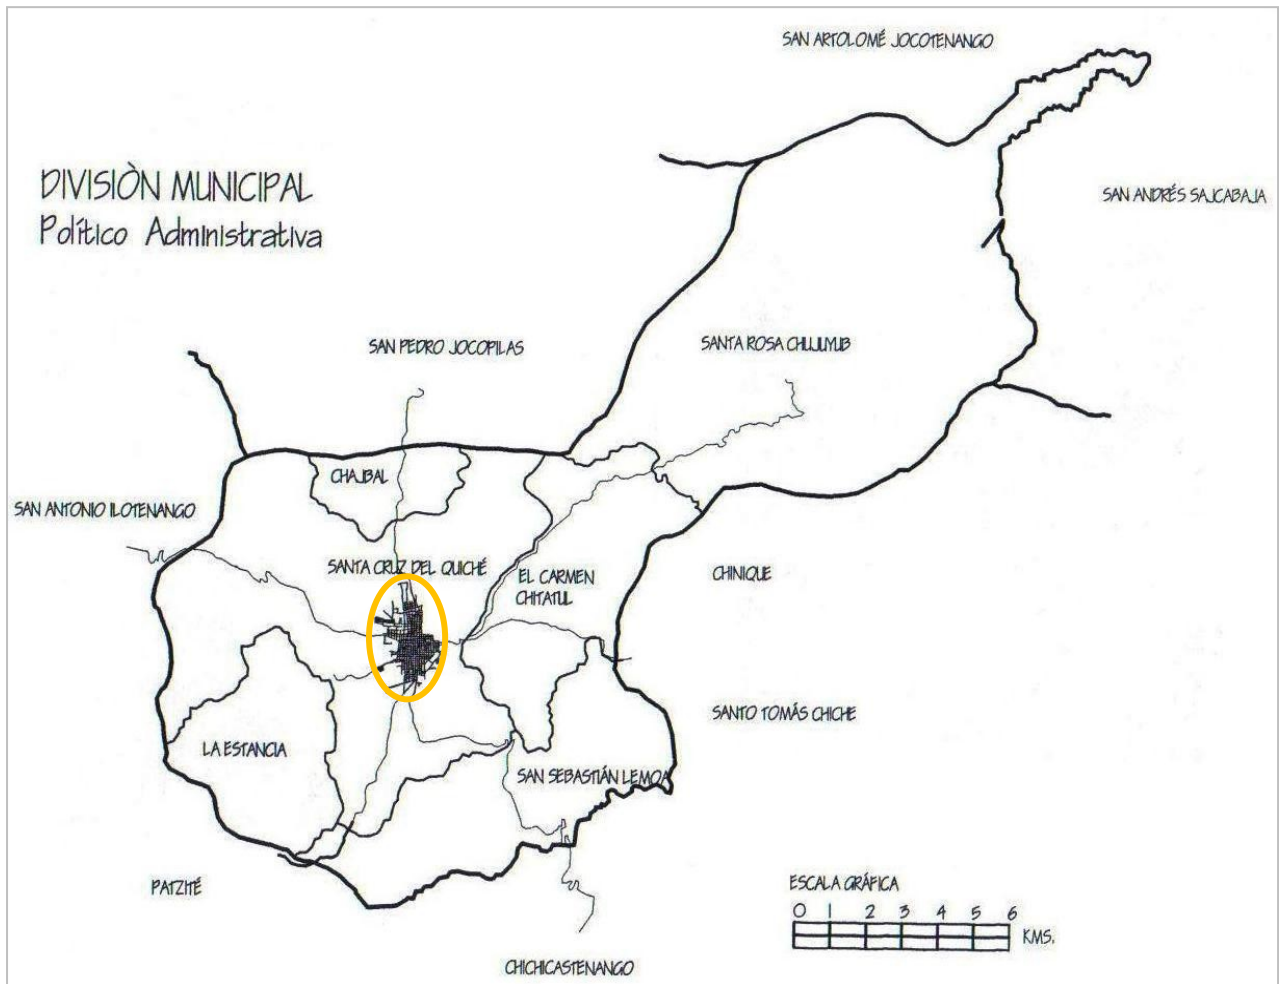 SAN ARTOLOMÉ JOCOTENANGO
DIVISIÒN MUNICIPAL
Político Administrativa
SAN ANDRÉS SAJCABAJA
SAN PEDRO JOCOPILAS
SANTA ROSA CHUJUYUB
CHAJBAL
SAN ANTONIO ILOTENANGO
SANTA CRUZ DEL QUICHÉ
EL CARMEN
CHITATUL
CHINIQUE
SANTO TOMÁS CHICHE
LA ESTANCIA
SAN SEBASTIÁN LEMOA
PATZITÉ
ESCALA GRÁFICA
0 1 2 3 4 5 6
KMS.
CHICHICASTENANGO